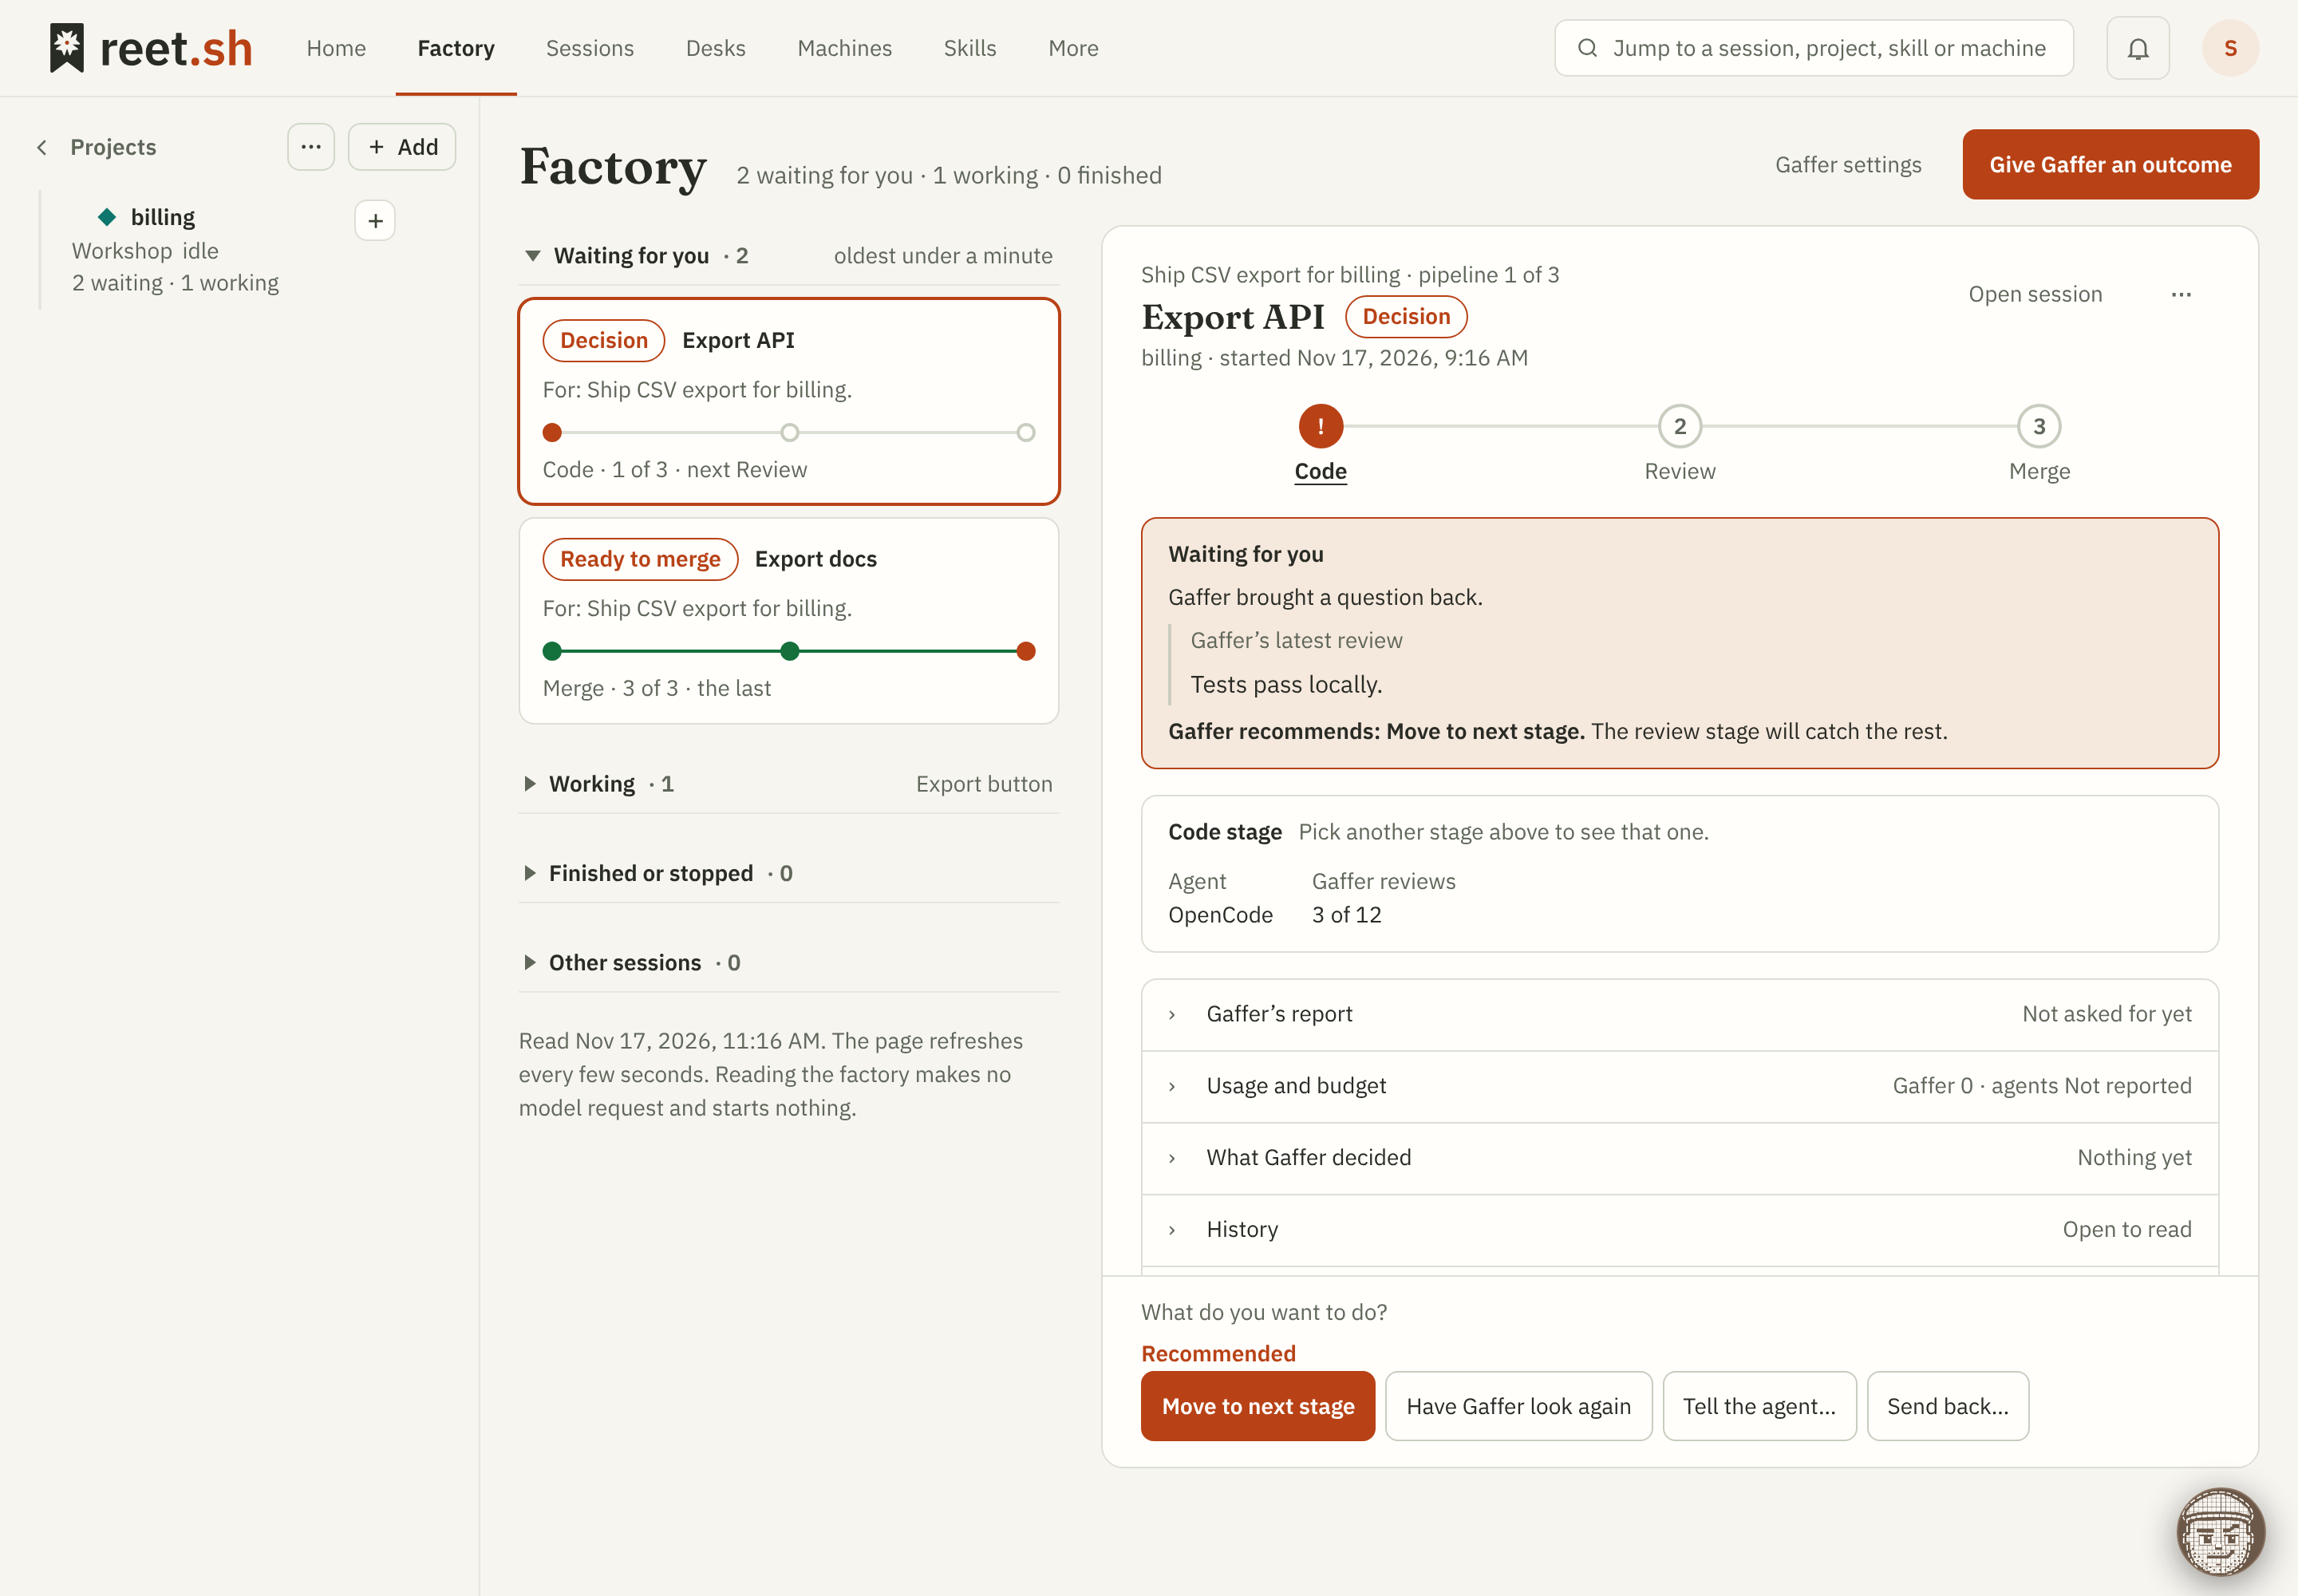 reet.sh
Home
Factory
Sessions
Desks
Machines
Skills
More
Jump to a session, project, skill or machine
S
Projects
... + Add
billing
+
Workshop idle
2 waiting · 1 working
Factory
2 waiting for you · 1 working · 0 finished
Gaffer settings
Give Gaffer an outcome
Waiting for you · 2
oldest under a minute
Decision Export API
For: Ship CSV export for billing.
Code · 1 of 3 · next Review
Ready to merge Export docs
For: Ship CSV export for billing.
Merge · 3 of 3 · the last
Working · 1
Export button
Finished or stopped · 0
Other sessions · 0
Read Nov 17, 2026, 11:16 AM. The page refreshes
every few seconds. Reading the factory makes no
model request and starts nothing.
Ship CSV export for billing · pipeline 1 of 3
Export API Decision
billing · started Nov 17, 2026, 9:16 AM
Open session
...
! 2 3
Code Review Merge
Waiting for you
Gaffer brought a question back.
Gaffer’s latest review
Tests pass locally.
Gaffer recommends: Move to next stage. The review stage will catch the rest.
Code stage Pick another stage above to see that one.
Agent Gaffer reviews
OpenCode 3 of 12
Gaffer’s report Not asked for yet
Usage and budget Gaffer 0 · agents Not reported
What Gaffer decided Nothing yet
History Open to read
What do you want to do?
Recommended
Move to next stage
Have Gaffer look again
Tell the agent...
Send back...